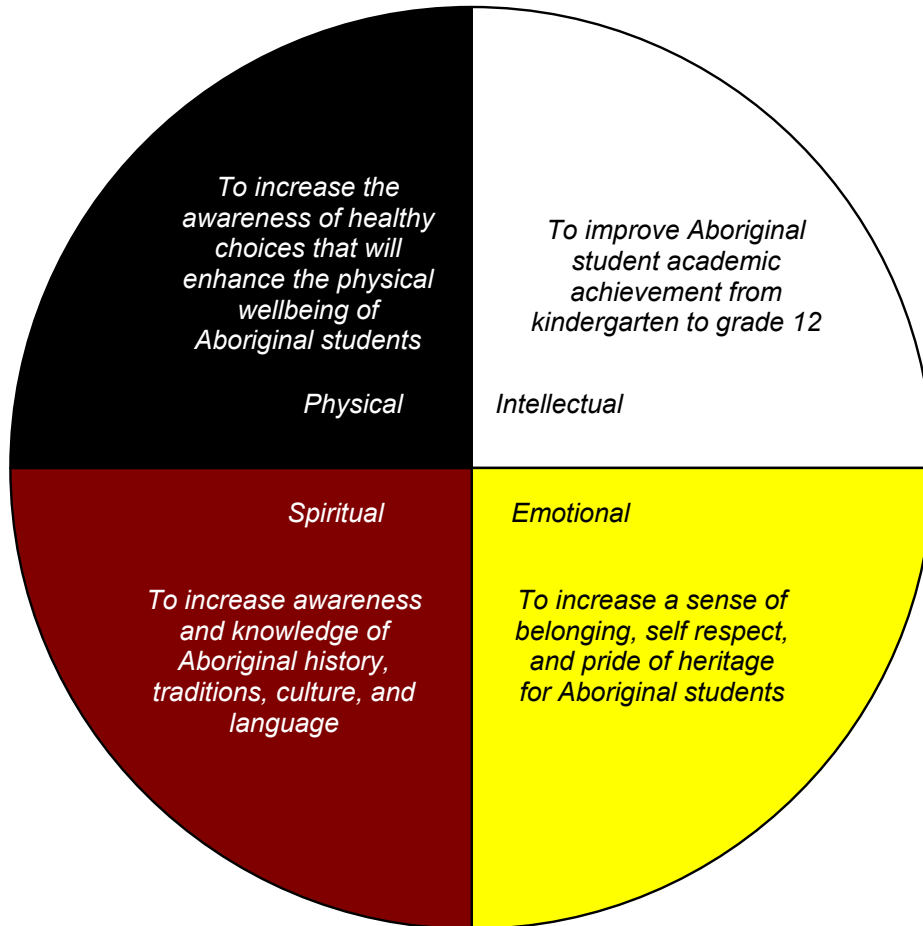 To increase the
awareness of healthy
choices that will
enhance the physical
wellbeing of
Aboriginal students
Physical
To improve Aboriginal
student academic
achievement from
kindergarten to grade 12
Intellectual
Spiritual
To increase awareness
and knowledge of
Aboriginal history,
traditions, culture, and
language
Emotional
To increase a sense of
belonging, self respect,
and pride of heritage
for Aboriginal students